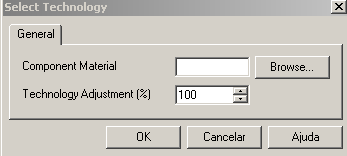 Select Technology
General
Component Material Browse...
Technology Adjustment (%) 100
OK Cancelar Ajuda